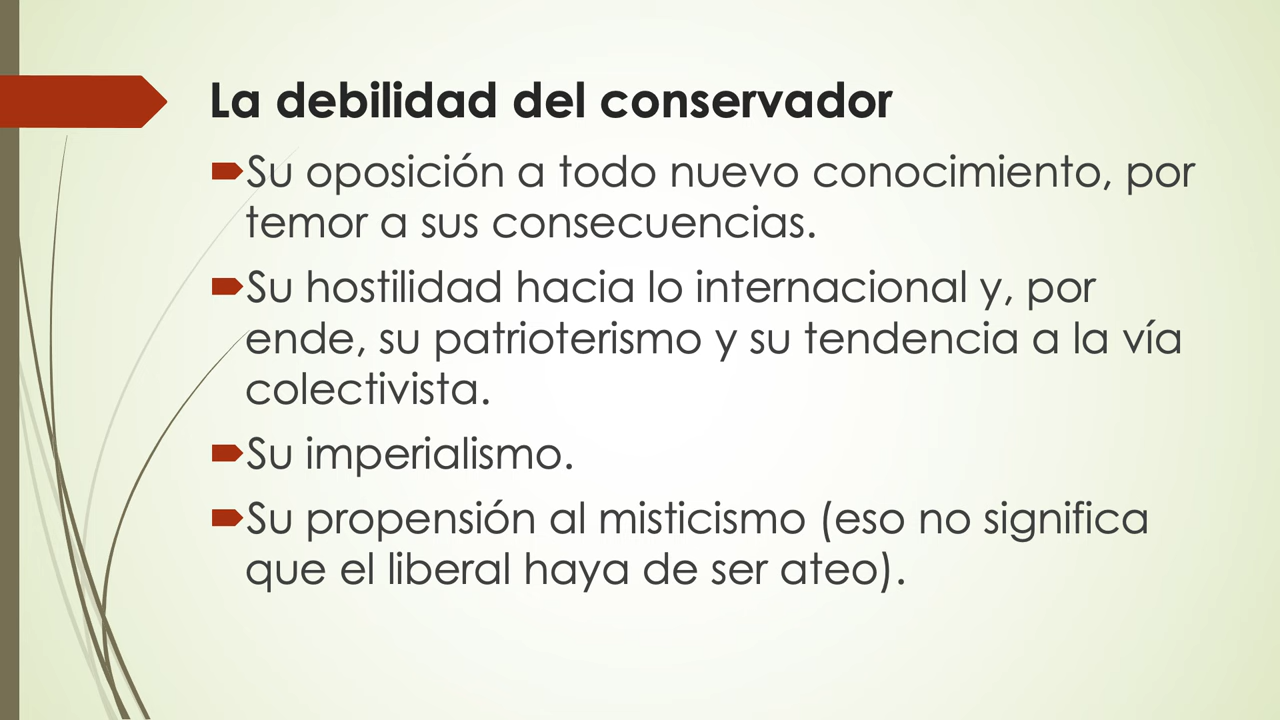 La debilidad del conservador
Su oposición a todo nuevo conocimiento, por
temor a sus consecuencias.
Su hostilidad hacia lo internacional y, por
ende, su patrioterismo y su tendencia a la vía
colectivista.
Su imperialismo.
Su propensión al misticismo (eso no significa
que el liberal haya de ser ateo).